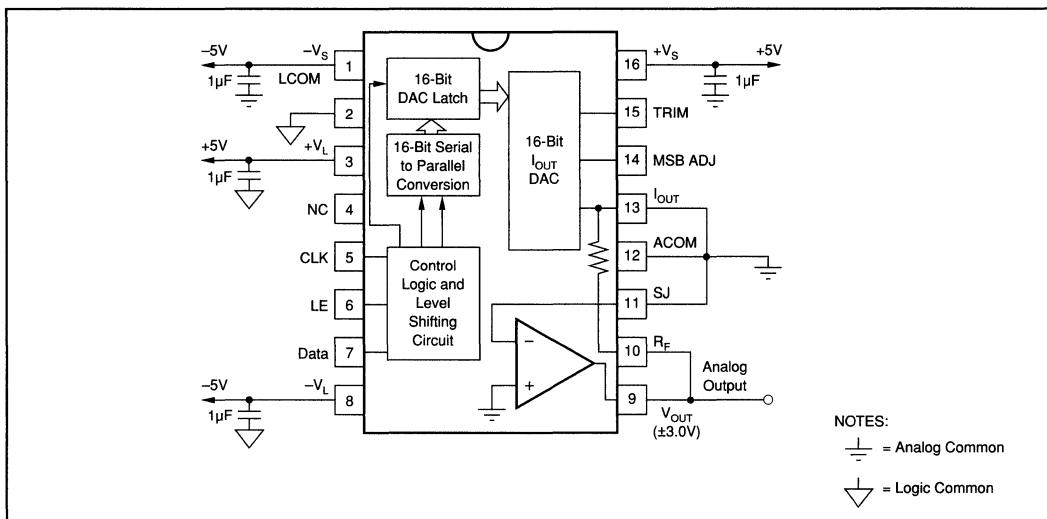 –5V
–V_S
1
1µF
LCOM
2
+5V
+V_L
3
1µF
NC
4
CLK
5
LE
6
Data
7
–5V
–V_L
8
1µF
16-Bit
DAC Latch
16-Bit Serial
to Parallel
Conversion
Control
Logic and
Level
Shifting
Circuit
16-Bit
I_OUT
DAC
–
+
16
+V_S
+5V
1µF
15
TRIM
14
MSB ADJ
13
I_OUT
12
ACOM
11
SJ
10
R_F
Analog
Output
9
V_OUT
(±3.0V)
NOTES:
= Analog Common
= Logic Common